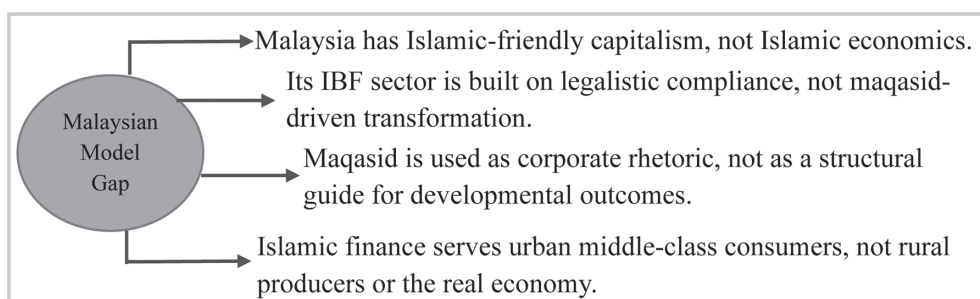 Malaysian
Model
Gap
Malaysia has Islamic-friendly capitalism, not Islamic economics.
Its IBF sector is built on legalistic compliance, not maqasid-
driven transformation.
Maqasid is used as corporate rhetoric, not as a structural
guide for developmental outcomes.
Islamic finance serves urban middle-class consumers, not rural
producers or the real economy.